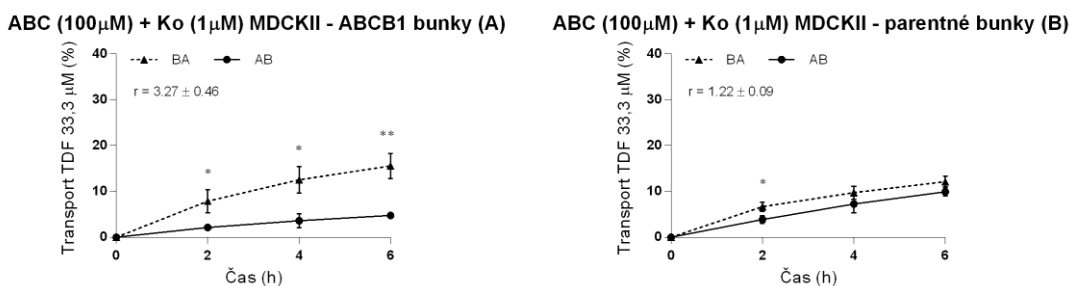 ABC (100μM) + Ko (1μM) MDCKII - ABCB1 bunky (A)
40
30
20
10
0
Transport TDF 33,3 μM (%)
BA
AB
r = 3.27 ± 0.46
*
*
**
0
2
4
6
Čas (h)
ABC (100μM) + Ko (1μM) MDCKII - parentné bunky (B)
40
30
20
10
0
Transport TDF 33,3 μM (%)
BA
AB
r = 1.22 ± 0.09
*
0
2
4
6
Čas (h)